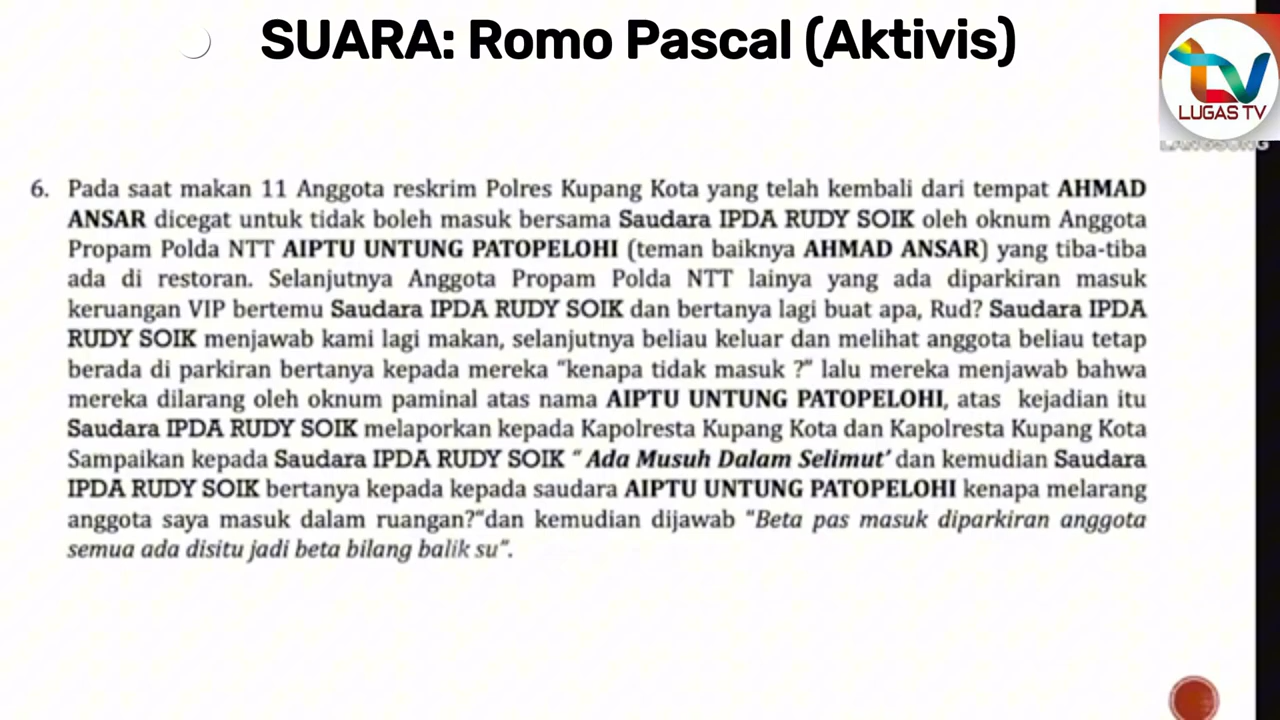 SUARA: Romo Pascal (Aktivis)
LUGAS TV
LANGSUNG
6. Pada saat makan 11 Anggota reskrim Polres Kupang Kota yang telah kembali dari tempat AHMAD
ANSAR dicegat untuk tidak boleh masuk bersama Saudara IPDA RUDY SOIK oleh oknum Anggota
Propam Polda NTT AIPTU UNTUNG PATOPELOHI (teman baiknya AHMAD ANSAR) yang tiba-tiba
ada di restoran. Selanjutnya Anggota Propam Polda NTT lainya yang ada diparkiran masuk
keruangan VIP bertemu Saudara IPDA RUDY SOIK dan bertanya lagi buat apa, Rud? Saudara IPDA
RUDY SOIK menjawab kami lagi makan, selanjutnya beliau keluar dan melihat anggota beliau tetap
berada di parkiran bertanya kepada mereka “kenapa tidak masuk ?” lalu mereka menjawab bahwa
mereka dilarang oleh oknum paminal atas nama AIPTU UNTUNG PATOPELOHI, atas kejadian itu
Saudara IPDA RUDY SOIK melaporkan kepada Kapolresta Kupang Kota dan Kapolresta Kupang Kota
Sampaikan kepada Saudara IPDA RUDY SOIK “ Ada Musuh Dalam Selimut’ dan kemudian Saudara
IPDA RUDY SOIK bertanya kepada kepada saudara AIPTU UNTUNG PATOPELOHI kenapa melarang
anggota saya masuk dalam ruangan?“dan kemudian dijawab “Beta pas masuk diparkiran anggota
semua ada disitu jadi beta bilang balik su”.